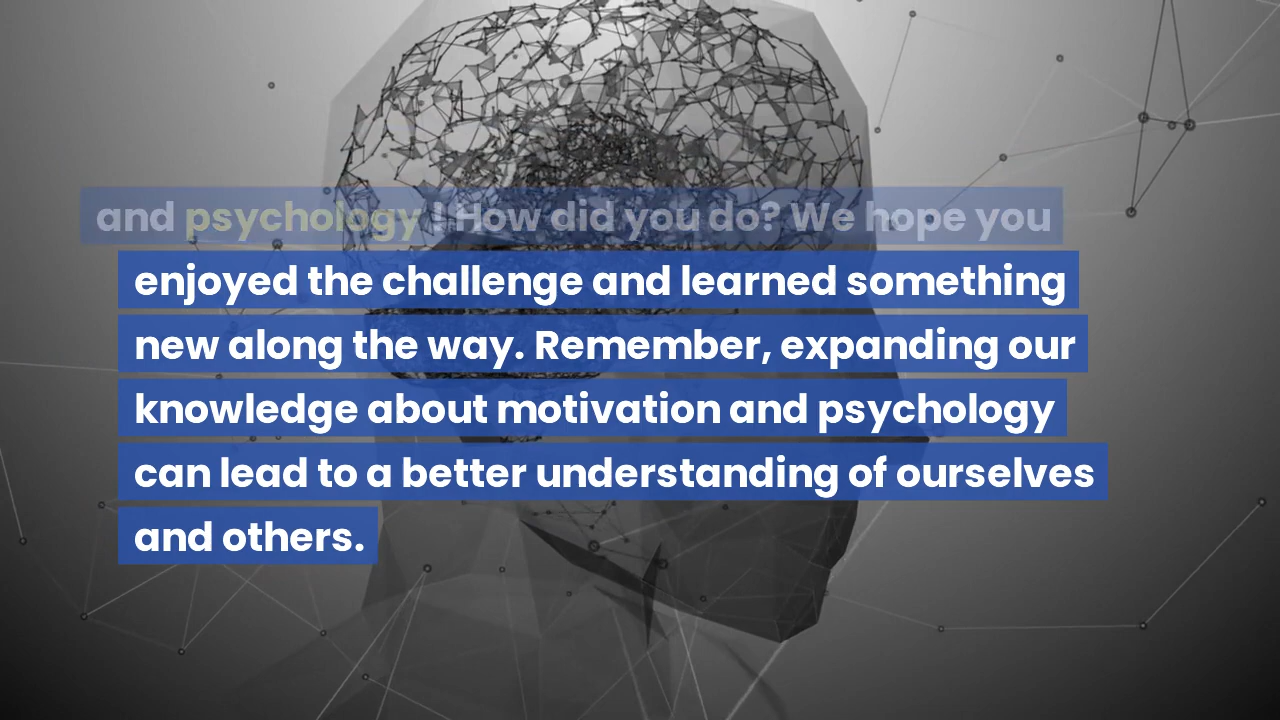 and psychology ! How did you do? We hope you
enjoyed the challenge and learned something
new along the way. Remember, expanding our
knowledge about motivation and psychology
can lead to a better understanding of ourselves
and others.